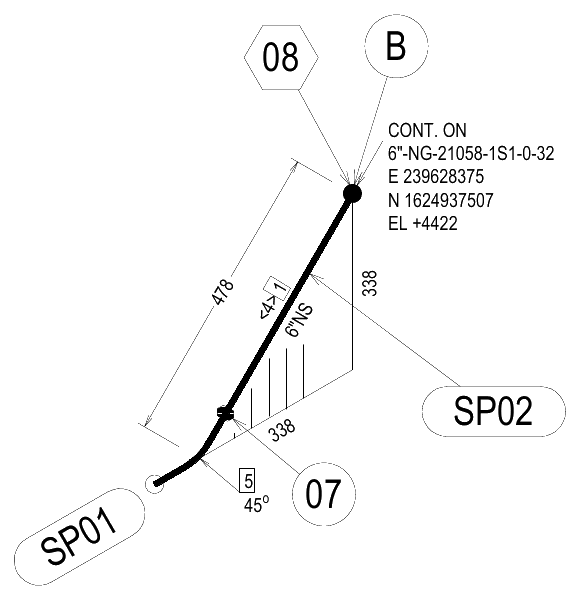 08
B
CONT. ON
6"-NG-21058-1S1-0-32
E 239628375
N 1624937507
EL +4422
478
<4> 1
6"NS
338
SP02
338
5
45°
07
SP01